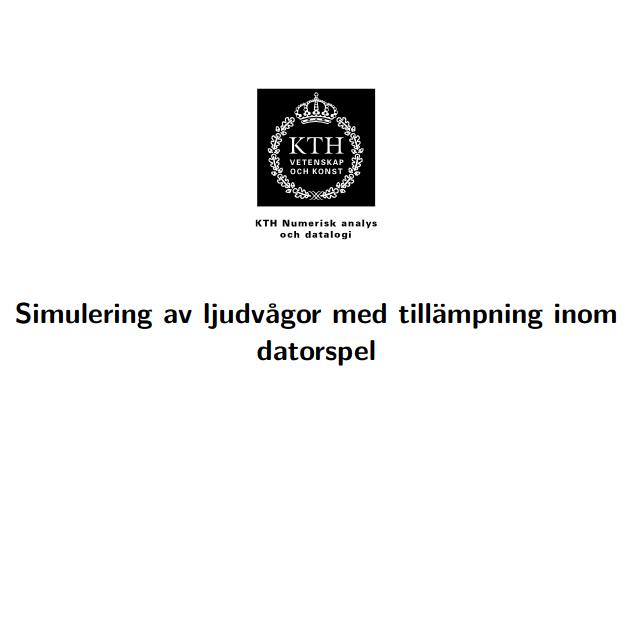 KTH
VETENSKAP
OCH KONST
KTH Numerisk analys
och datalogi
Simulering av ljudvågor med tillämpning inom
datorspel